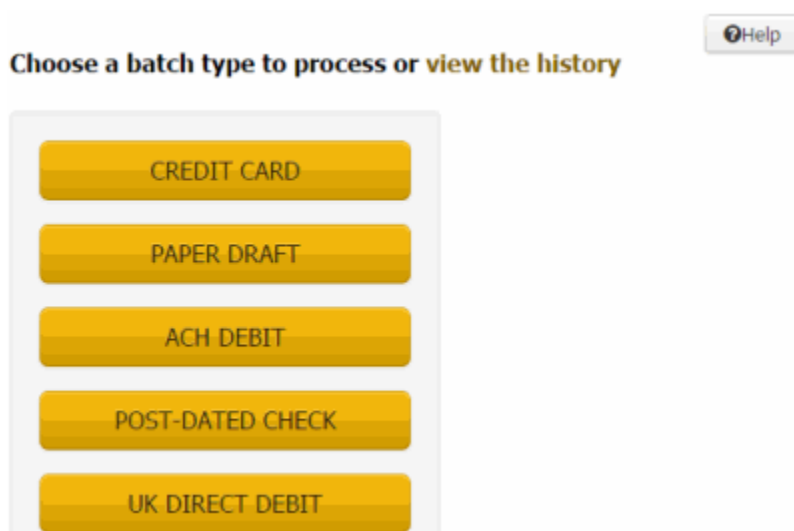 Help
Choose a batch type to process or view the history
CREDIT CARD
PAPER DRAFT
ACH DEBIT
POST-DATED CHECK
UK DIRECT DEBIT